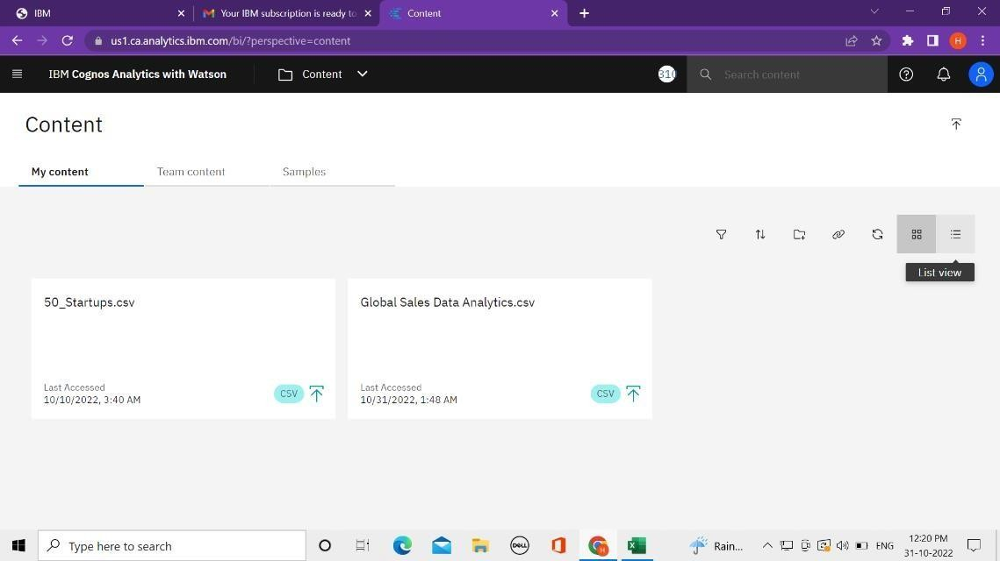 IBM
Your IBM subscription is ready to
Content
us1.ca.analytics.ibm.com/bi/?perspective=content
H
IBM Cognos Analytics with Watson
Content
310
Search content
Content
My content
Team content
Samples
List view
50_Startups.csv
Global Sales Data Analytics.csv
Last Accessed
10/10/2022, 3:40 AM
CSV
Last Accessed
10/31/2022, 1:48 AM
CSV
Type here to search
DELL
H
Rain...
ENG
12:20 PM
31-10-2022